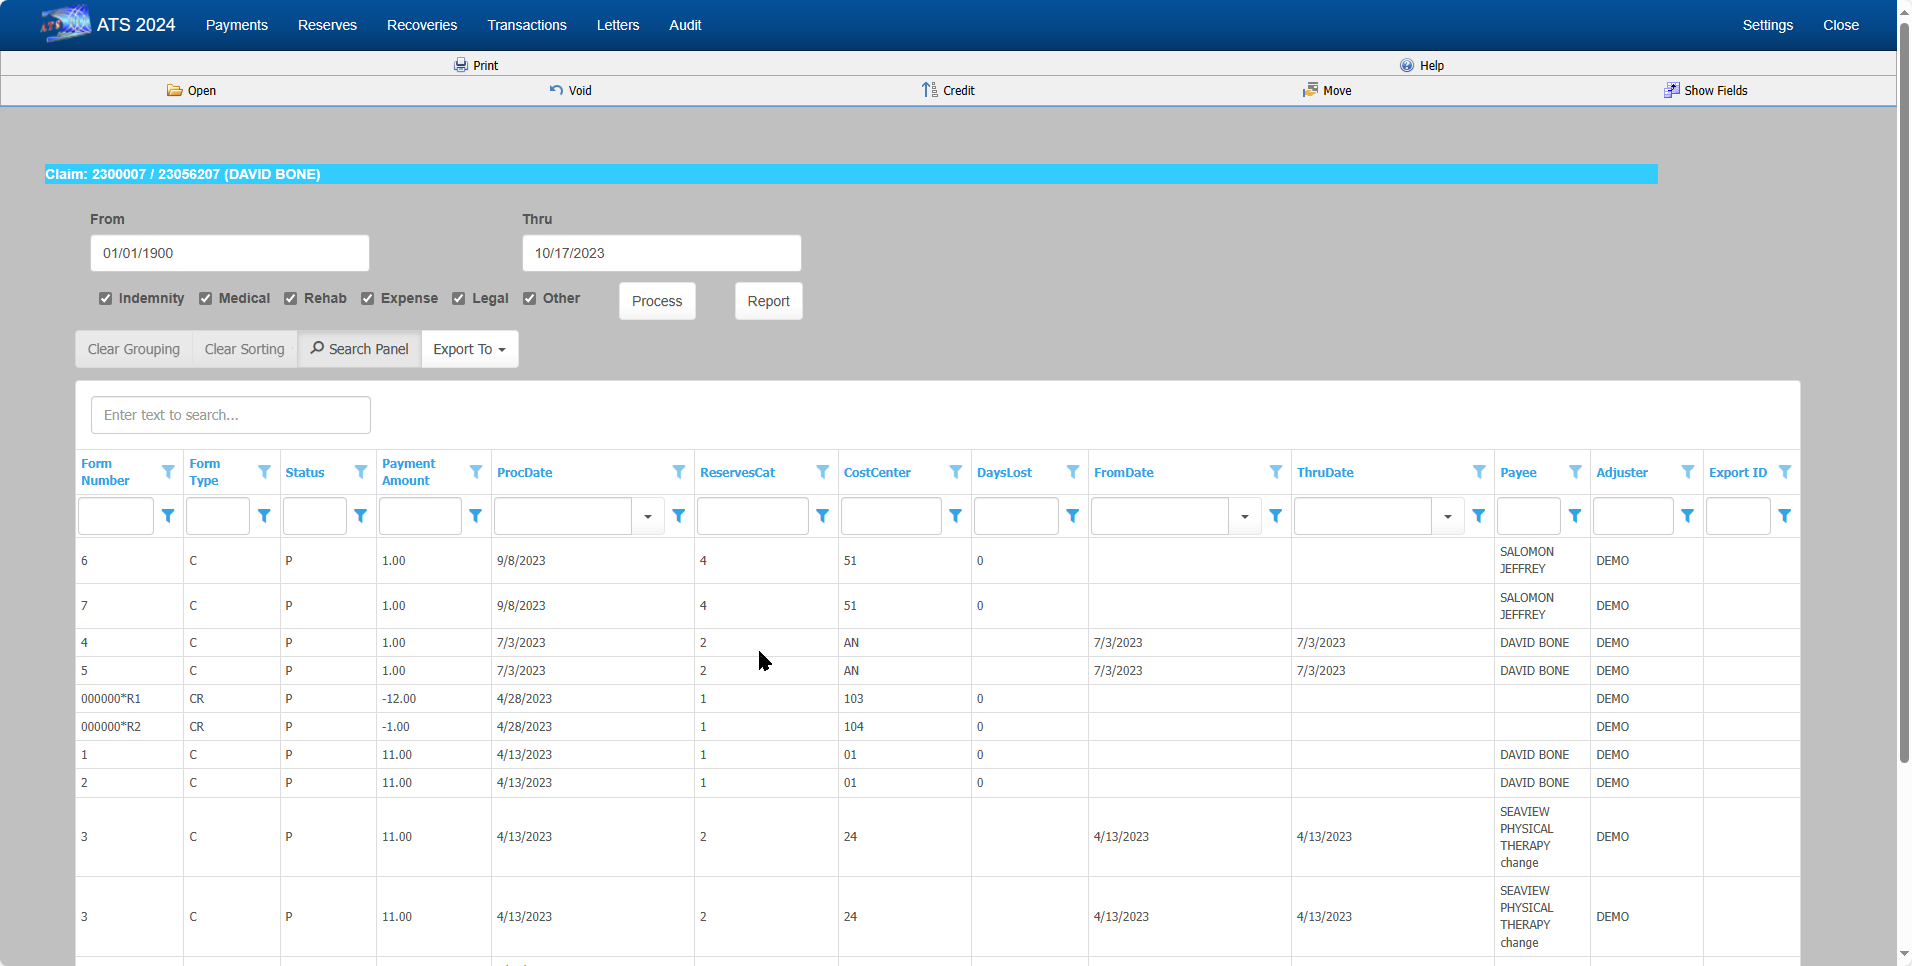 ATS ATS 2024 Payments Reserves Recoveries Transactions Letters Audit Settings Close
Print Help
Open Void Credit Move Show Fields
Claim: 2300007 / 23056207 (DAVID BONE)
From Thru
01/01/1900 10/17/2023
Indemnity Medical Rehab Expense Legal Other Process Report
Clear Grouping Clear Sorting Search Panel Export To
Enter text to search...
Form Number Form Type Status Payment Amount ProcDate ReservesCat CostCenter DaysLost FromDate ThruDate Payee Adjuster Export ID
6 C P 1.00 9/8/2023 4 51 0 SALOMON JEFFREY DEMO
7 C P 1.00 9/8/2023 4 51 0 SALOMON JEFFREY DEMO
4 C P 1.00 7/3/2023 2 AN 7/3/2023 7/3/2023 DAVID BONE DEMO
5 C P 1.00 7/3/2023 2 AN 7/3/2023 7/3/2023 DAVID BONE DEMO
000000*R1 CR P -12.00 4/28/2023 1 103 0 DEMO
000000*R2 CR P -1.00 4/28/2023 1 104 0 DEMO
1 C P 11.00 4/13/2023 1 01 0 DAVID BONE DEMO
2 C P 11.00 4/13/2023 1 01 0 DAVID BONE DEMO
3 C P 11.00 4/13/2023 2 24 4/13/2023 4/13/2023 SEAVIEW PHYSICAL THERAPY change DEMO
3 C P 11.00 4/13/2023 2 24 4/13/2023 4/13/2023 SEAVIEW PHYSICAL THERAPY change DEMO